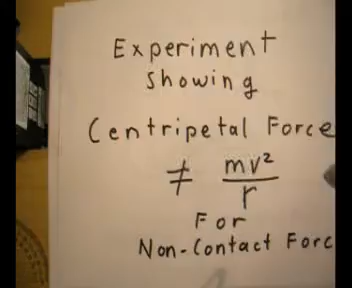 Experiment
showing
Centripetal Force
≠ mv²/r
For
Non-Contact Forc